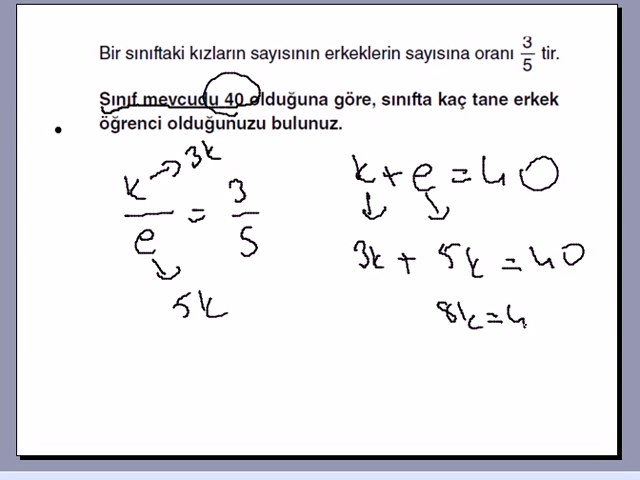 Bir sınıftaki kızların sayısının erkeklerin sayısına oranı 3/5 tir.
Sınıf mevcudu 40 olduğuna göre, sınıfta kaç tane erkek
öğrenci olduğunuzu bulunuz.
3k
k/e = 3/5
5k
k + e = 40
3k + 5k = 40
8k = 4